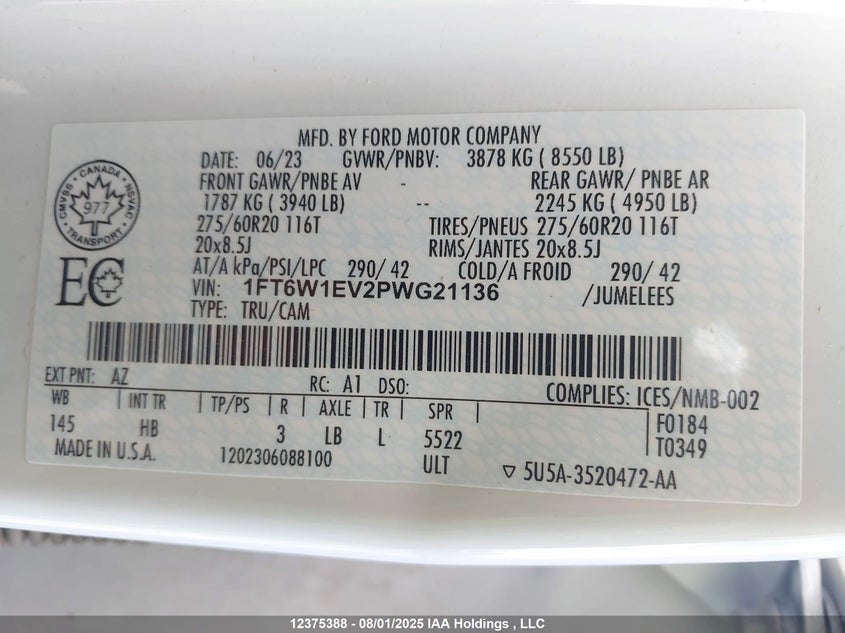 MFD. BY FORD MOTOR COMPANY
DATE: 06/23 GVWR/PNBV: 3878 KG ( 8550 LB)
FRONT GAWR/PNBE AV - REAR GAWR/ PNBE AR
1787 KG ( 3940 LB) -- 2245 KG ( 4950 LB)
275/60R20 116T TIRES/PNEUS 275/60R20 116T
20x8.5J RIMS/JANTES 20x8.5J
AT/A kPa/PSI/LPC 290/ 42 COLD/A FROID 290/ 42
VIN: 1FT6W1EV2PWG21136 /JUMELEES
TYPE: TRU/CAM
CMVSS CANADA NSVAC
977
TRANSPORT
EC
EXT PNT: AZ RC: A1 DSO: COMPLIES: ICES/NMB-002
WB INT TR TP/PS R AXLE TR SPR F0184
145 HB 3 LB L 5522 T0349
MADE IN U.S.A. 1202306088100 ULT ▽ 5U5A-3520472-AA
12375388 - 08/01/2025 IAA Holdings , LLC